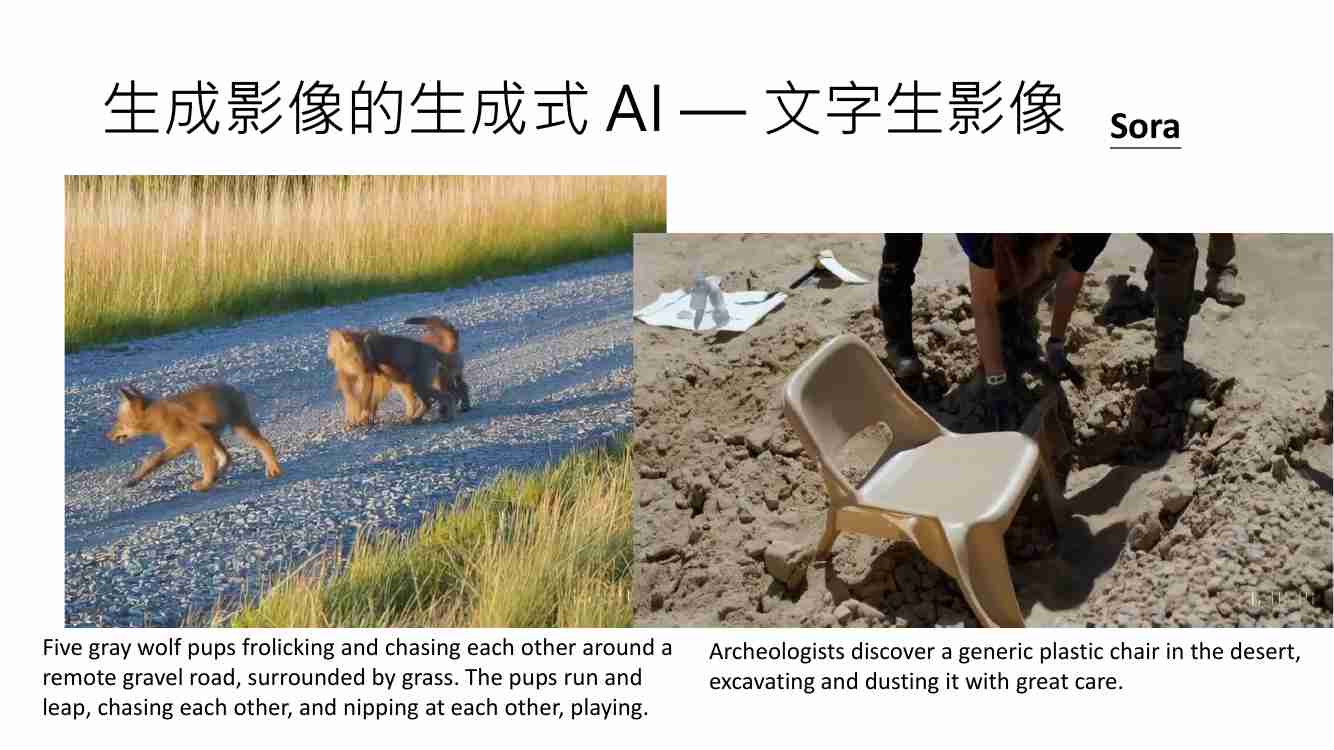 生成影像的生成式 AI — 文字生影像 Sora
Five gray wolf pups frolicking and chasing each other around a
remote gravel road, surrounded by grass. The pups run and
leap, chasing each other, and nipping at each other, playing.
Archeologists discover a generic plastic chair in the desert,
excavating and dusting it with great care.